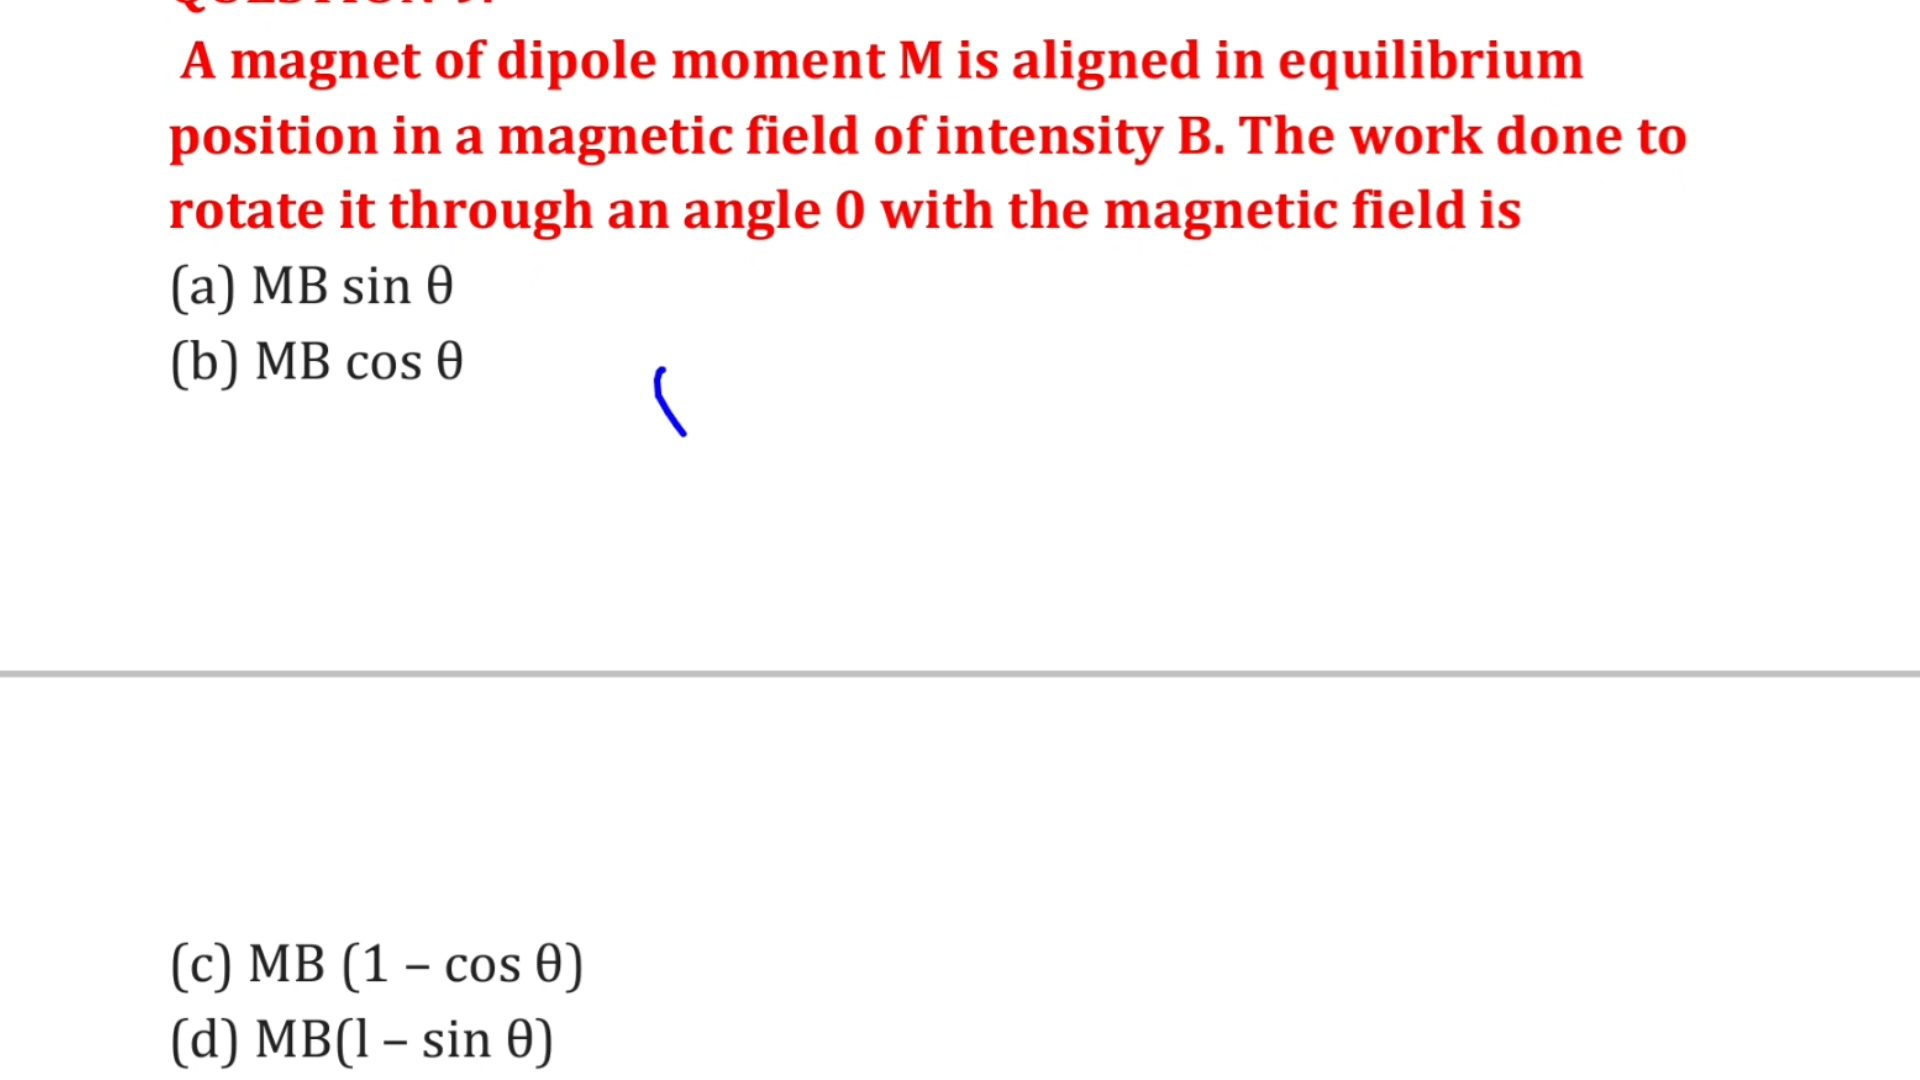 A magnet of dipole moment M is aligned in equilibrium
position in a magnetic field of intensity B. The work done to
rotate it through an angle 0 with the magnetic field is
(a) MB sin θ
(b) MB cos θ
(c) MB (1 – cos θ)
(d) MB(l – sin θ)